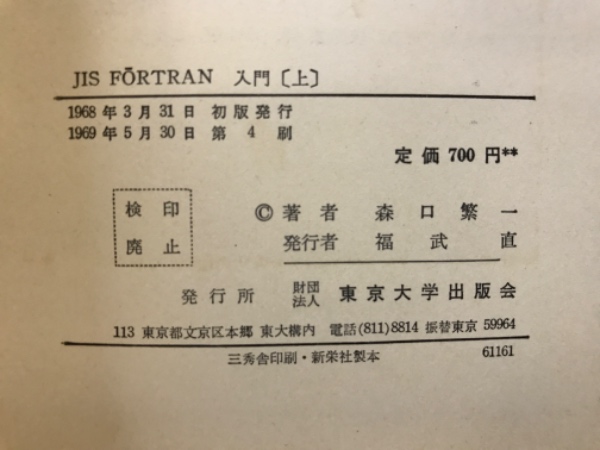 JIS FŌRTRAN 入門〔上〕
1968 年 3 月 31 日 初版発行
1969 年 5 月 30 日 第 4 刷
定価 700 円**
検印
廃止
© 著者 森口繁一
発行者 福武直
発行所 財団法人 東京大学出版会
113 東京都文京区本郷 東大構内 電話(811)8814 振替東京 59964
三秀舎印刷・新栄社製本 61161